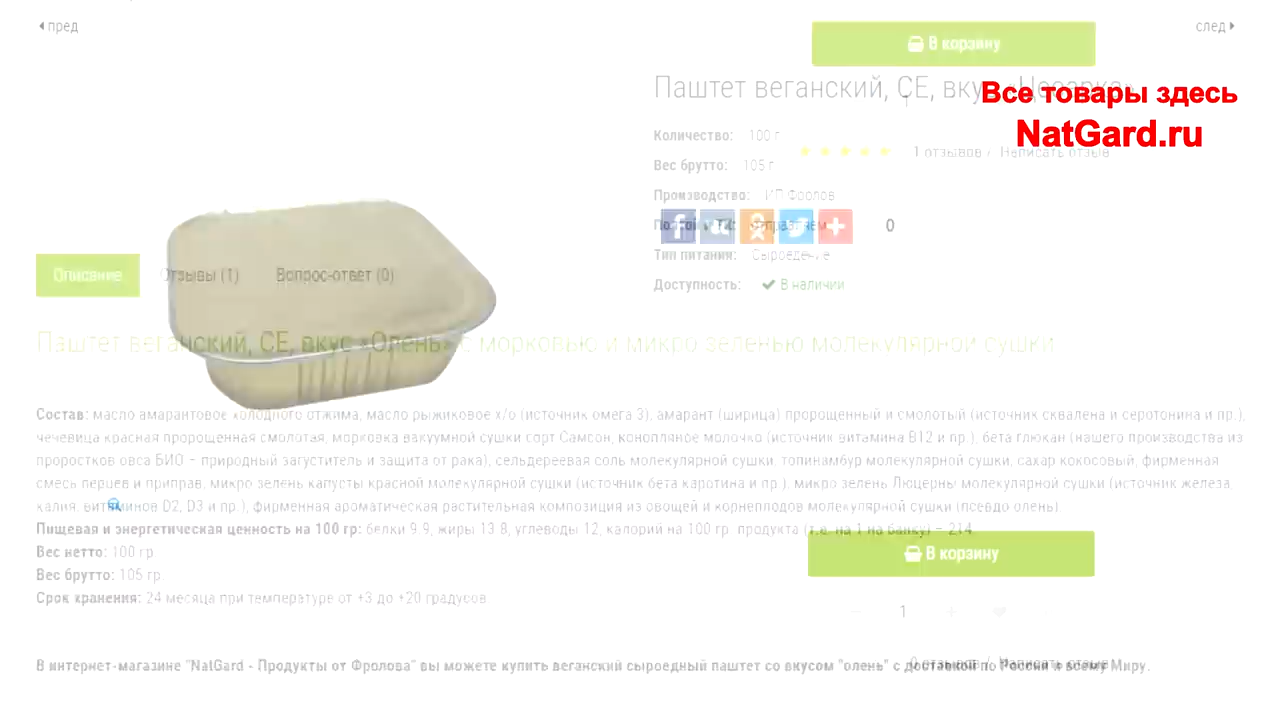 пред
След
В корзину
Паштет веганский, СЕ, вкус «Цесарка»
Все товары здесь
NatGard.ru
Количество: 100 г
1 отзывов / Написать отзыв
Вес брутто: 105 г
Производство: ИП Фролов
0
Тип питания: Сыроедение
Описание Отзывы (1) Вопрос-ответ (0)
Доступность: В наличии
Паштет веганский, СЕ, вкус «Олень» с морковью и микро зеленью молекулярной сушки
Состав: масло амарантовое холодного отжима, масло рыжиковое х/о (источник омега 3), амарант (ширица) пророщенный и смолотый (источник сквалена и серотонина и пр.),
чечевица красная пророщенная смолотая, морковка вакуумной сушки сорт Самсон, конопляное молочко (источник витамина В12 и пр.), бета глюкан (нашего производства из
проростков овса БИО – природный загуститель и защита от рака), сельдереевая соль молекулярной сушки, топинамбур молекулярной сушки, сахар кокосовый, фирменная
смесь перцев и приправ, микро зелень капусты красной молекулярной сушки (источник бета каротина и пр.), микро зелень Люцерны молекулярной сушки (источник железа,
калия, витаминов D2, D3 и пр.), фирменная ароматическая растительная композиция из овощей и корнеплодов молекулярной сушки (псевдо олень).
Пищевая и энергетическая ценность на 100 гр: белки 9.9, жиры 13.8, углеводы 12, калорий на 100 гр. продукта (т.е. на 1 на банку) – 214.
Вес нетто: 100 гр.
В корзину
Вес брутто: 105 гр.
Срок хранения: 24 месяца при температуре от +3 до +20 градусов
1
В интернет-магазине "NatGard - Продукты от Фролова" вы можете купить веганский сыроедный паштет со вкусом "олень" с доставкой по России и всему Миру.